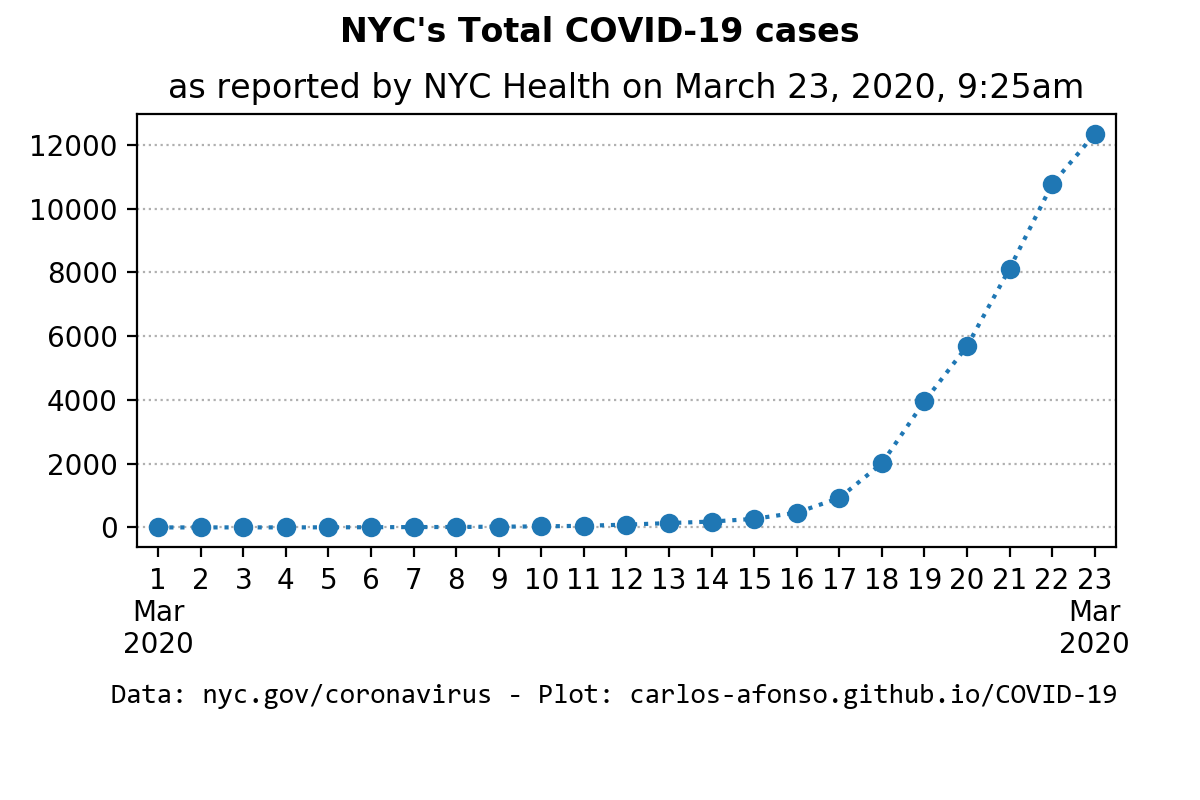 NYC's Total COVID-19 cases
as reported by NYC Health on March 23, 2020, 9:25am
12000
10000
8000
6000
4000
2000
0
1 2 3 4 5 6 7 8 9 10 11 12 13 14 15 16 17 18 19 20 21 22 23
Mar Mar
2020 2020
Data: nyc.gov/coronavirus - Plot: carlos-afonso.github.io/COVID-19